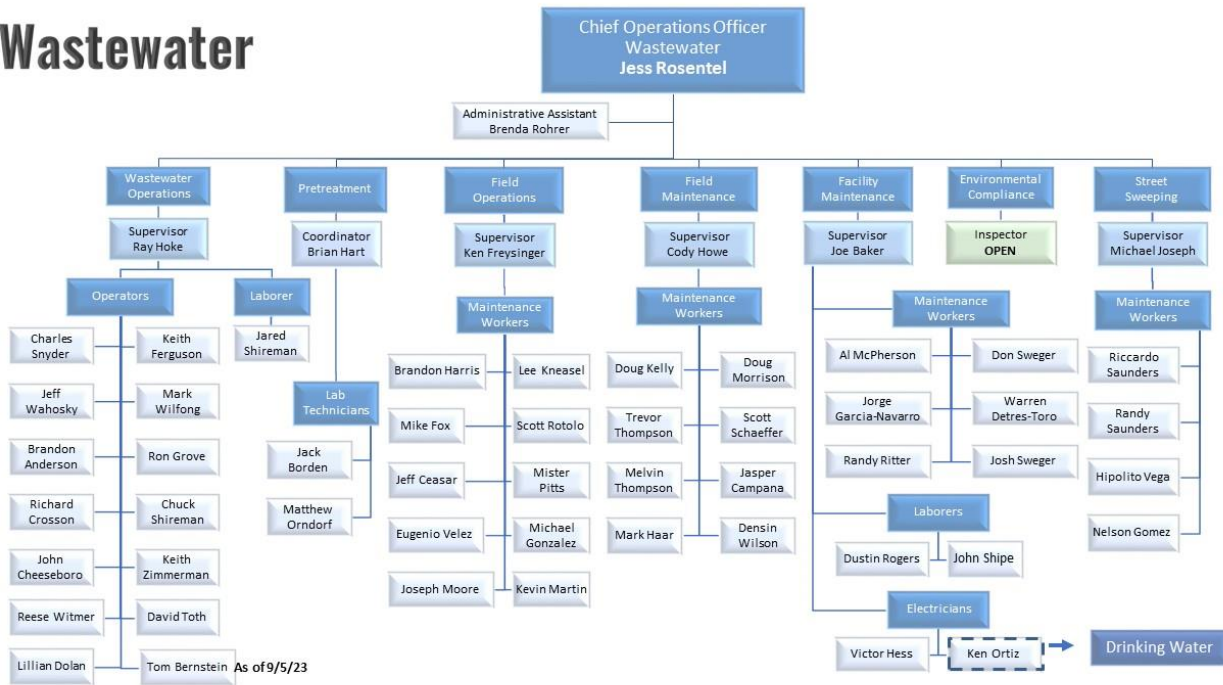 Wastewater
Chief Operations Officer
Wastewater
Jess Rosentel
Administrative Assistant
Brenda Rohrer
Wastewater
Operations
Supervisor
Ray Hoke
Operators
Charles
Snyder
Keith
Ferguson
Jeff
Wahosky
Mark
Wilfong
Brandon
Anderson
Ron Grove
Richard
Crosson
Chuck
Shireman
John
Cheeseboro
Keith
Zimmerman
Reese Witmer
David Toth
Lillian Dolan
Tom Bernstein
As of 9/5/23
Laborer
Jared
Shireman
Pretreatment
Coordinator
Brian Hart
Lab
Technicians
Jack
Borden
Matthew
Orndorf
Field
Operations
Supervisor
Ken Freysinger
Maintenance
Workers
Brandon Harris
Lee Kneasel
Mike Fox
Scott Rotolo
Jeff Ceasar
Mister
Pitts
Eugenio Velez
Michael
Gonzalez
Joseph Moore
Kevin Martin
Field
Maintenance
Supervisor
Cody Howe
Maintenance
Workers
Doug Kelly
Doug
Morrison
Trevor
Thompson
Scott
Schaeffer
Melvin
Thompson
Jasper
Campana
Mark Haar
Densin
Wilson
Facility
Maintenance
Supervisor
Joe Baker
Maintenance
Workers
Al McPherson
Don Sweger
Jorge
Garcia-Navarro
Warren
Detres-Toro
Randy Ritter
Josh Sweger
Laborers
Dustin Rogers
John Shipe
Electricians
Victor Hess
Ken Ortiz
Drinking Water
Environmental
Compliance
Inspector
OPEN
Street
Sweeping
Supervisor
Michael Joseph
Maintenance
Workers
Riccardo
Saunders
Randy
Saunders
Hipolito Vega
Nelson Gomez